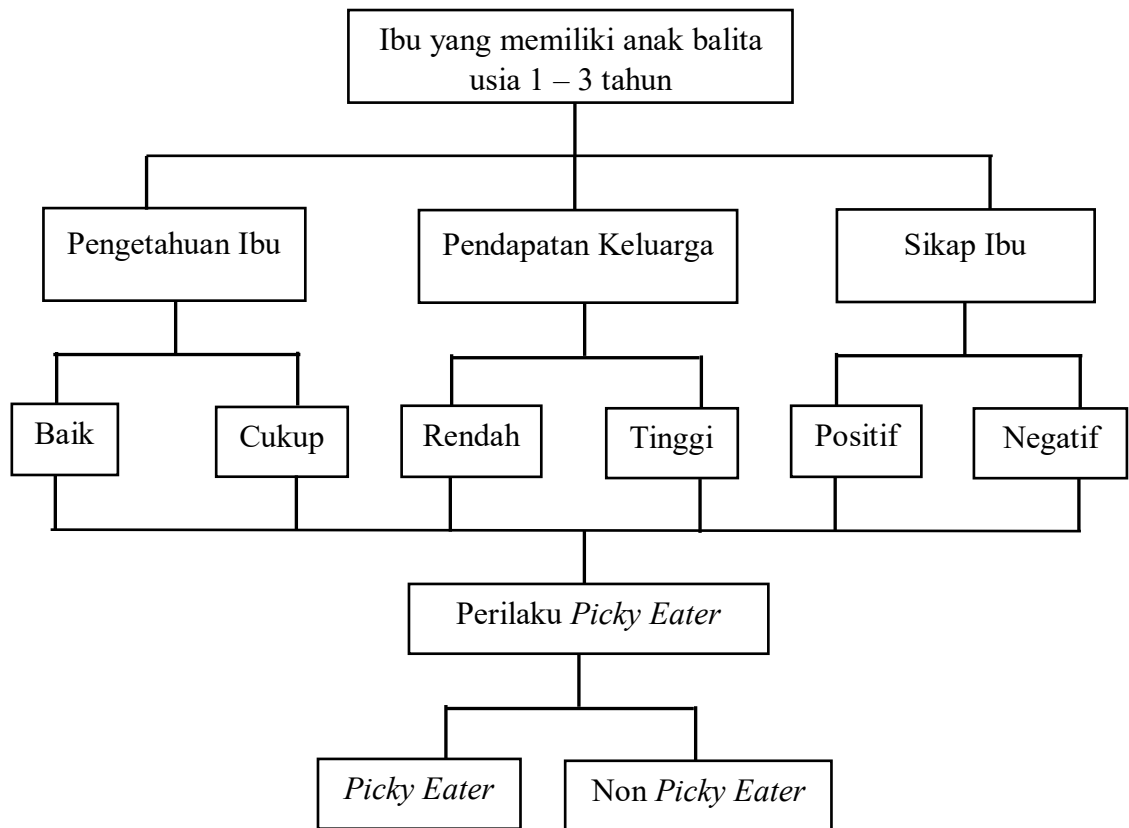 Ibu yang memiliki anak balita
usia 1 – 3 tahun
Pengetahuan Ibu
Pendapatan Keluarga
Sikap Ibu
Baik
Cukup
Rendah
Tinggi
Positif
Negatif
Perilaku Picky Eater
Picky Eater
Non Picky Eater